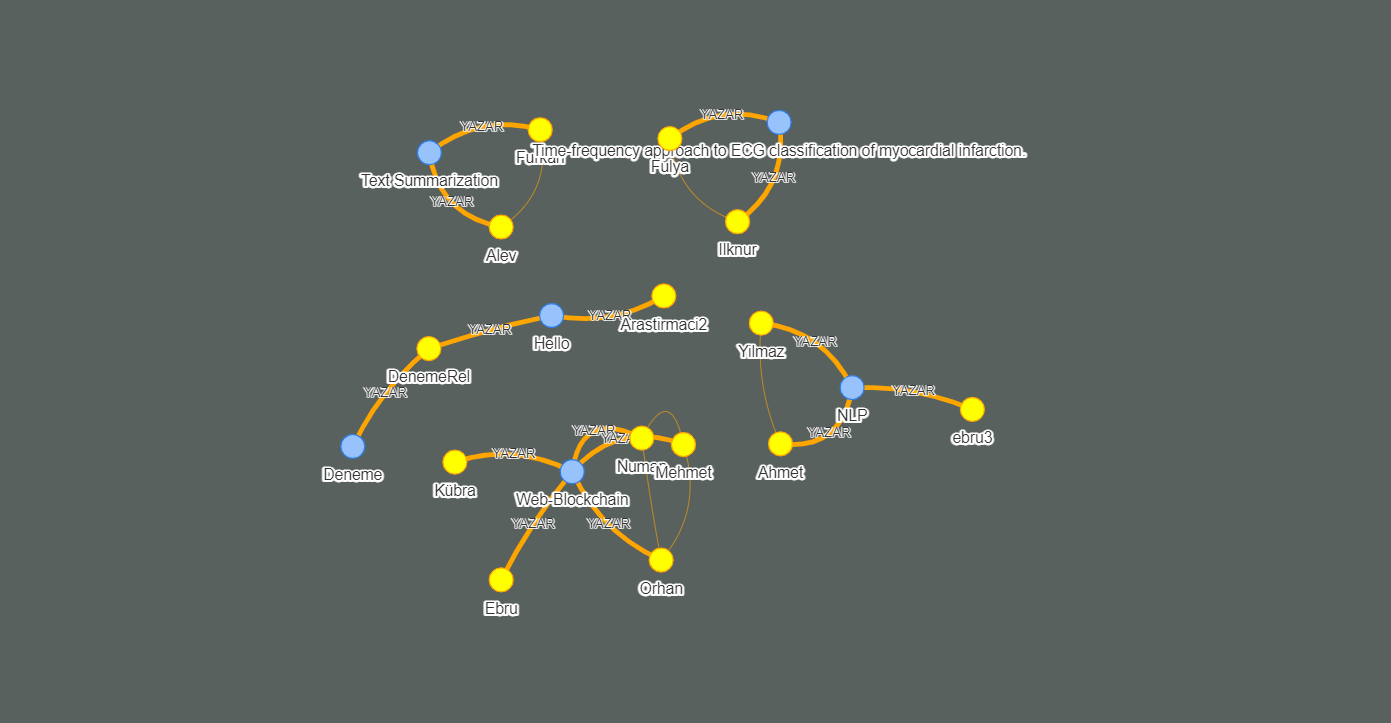 YAZAR
YAZAR
Furkan
Time-frequency approach to ECG classification of myocardial infarction.
Fulya
Text Summarization
YAZAR
YAZAR
Alev
Ilknur
YAZAR
YAZAR
Arastirmaci2
Hello
YAZAR
Yilmaz
DenemeRel
YAZAR
YAZAR
NLP
YAZAR
YAZAR
YAZAR
ebru3
YAZAR
Numan
Mehmet
Ahmet
Deneme
Kübra
Web-Blockchain
YAZAR
YAZAR
Orhan
Ebru